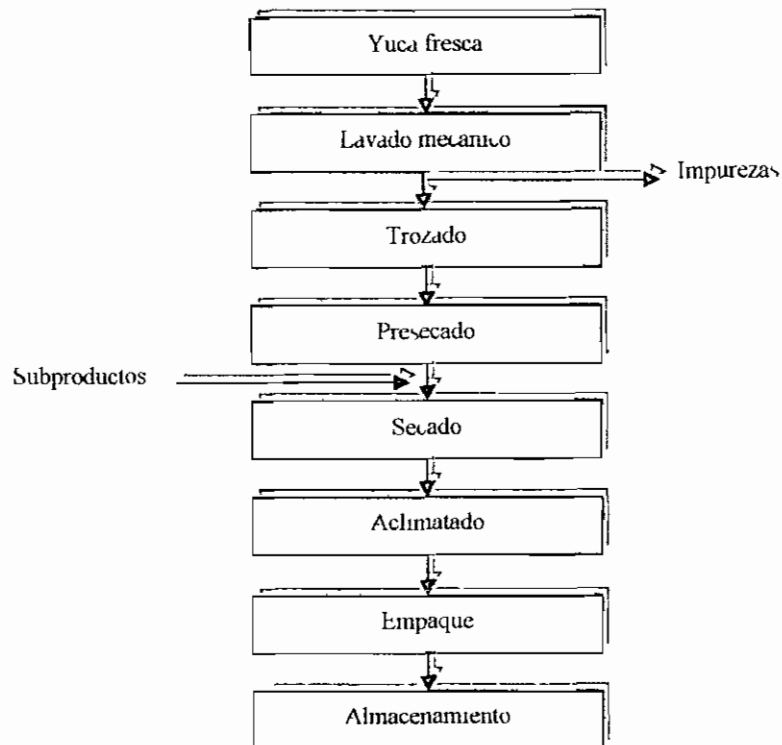 Yuca fresca
Lavado mecanico
Impurezas
Trozado
Presecado
Subproductos
Secado
Aclimatado
Empaque
Almacenamiento